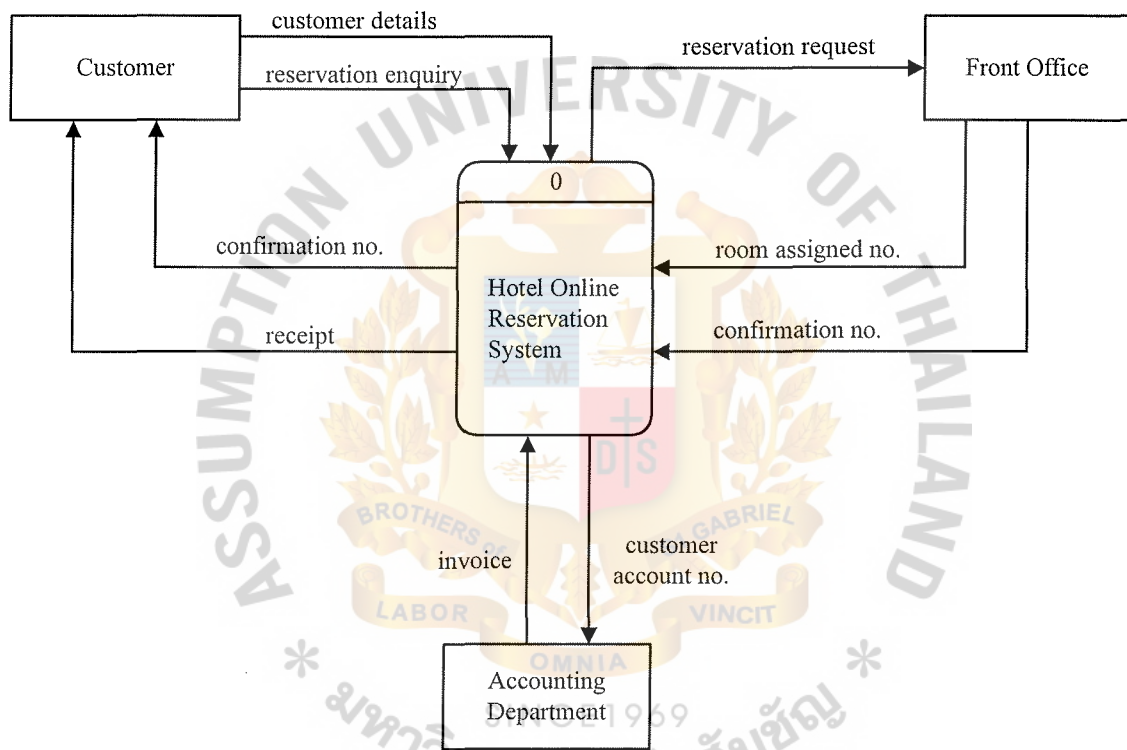 customer details
Customer
reservation enquiry
reservation request
Front Office
0
confirmation no.
room assigned no.
Hotel Online
Reservation
System
receipt
confirmation no.
invoice
customer
account no.
Accounting
Department
ASSUMPTION UNIVERSITY OF THAILAND
A M
D S
BROTHERS of
ST GABRIEL
LABOR
VINCIT
OMNIA
SINCE 1969